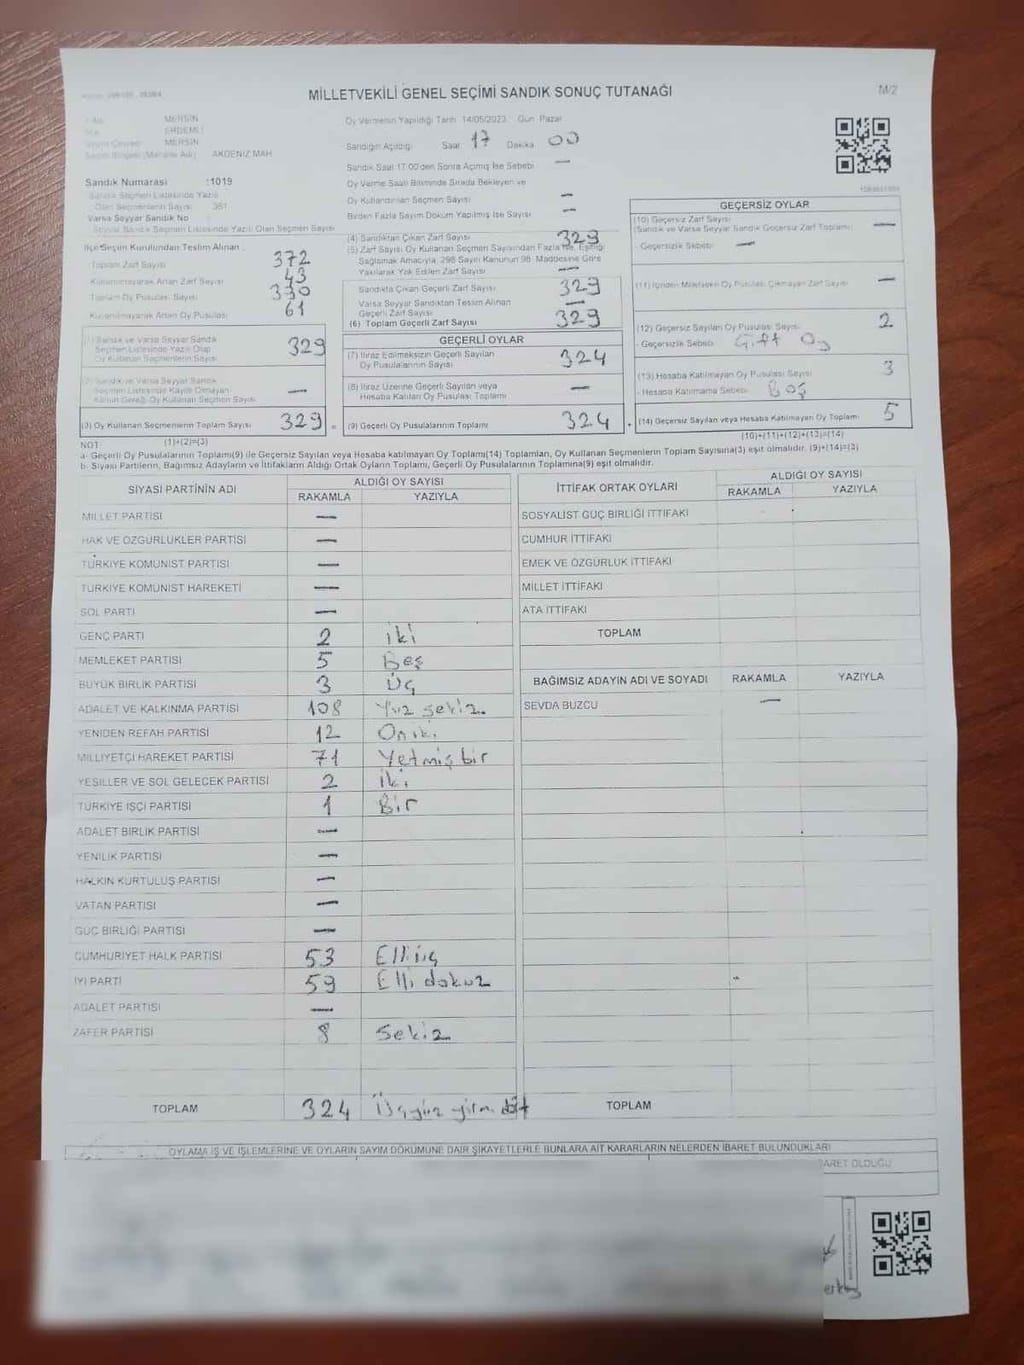 MİLLETVEKİLİ GENEL SEÇİMİ SANDIK SONUÇ TUTANAĞI
M/2
MERSİN
ERDEMLİ
MERSİN
AKDENİZ MAH
Sandık Numarası :1019
Sandık Seçmen Listesinde Yazılı
Olan Seçmenlerin Sayısı 381
Varsa Seyyar Sandık No
Seyyar Sandık Seçmen Listesinde Yazılı Olan Seçmen Sayısı
Oy Vermenin Yapıldığı Tarih 14/05/2023 Gün Pazar
Sandığın Açıldığı Saat 17 Dakika 00
Sandık Saat 17:00'den Sonra Açılmış İse Sebebi —
Oy Verme Saati Bitiminde Sırada Bekleyen ve
Oy Kullandırılan Seçmen Sayısı —
Birden Fazla Sayım Döküm Yapılmış İse Sayısı —
İlçe Seçim Kurulundan Teslim Alınan
Toplam Zarf Sayısı 372
Kullanılmayarak Artan Zarf Sayısı 43
Toplam Oy Pusulası Sayısı 390
Kullanılmayarak Artan Oy Pusulası 61
(1) Sandık ve Varsa Seyyar Sandık
Seçmen Listesinde Yazılı Olup
Oy Kullanan Seçmenlerin Sayısı 329
(2) Sandık ve Varsa Seyyar Sandık
Seçmen Listesinde Kayıtlı Olmayan
Kanun Gereği Oy Kullanan Seçmen Sayısı —
(3) Oy Kullanan Seçmenlerin Toplam Sayısı 329
(4) Sandıktan Çıkan Zarf Sayısı 329
(5) Zarf Sayısı Oy Kullanan Seçmen Sayısından Fazla İse, Eşitliği
Sağlamak Amacıyla, 298 Sayılı Kanunun 98. Maddesine Göre
Yakılarak Yok Edilen Zarf Sayısı —
Sandıkta Çıkan Geçerli Zarf Sayısı 329
Varsa Seyyar Sandıktan Teslim Alınan
Geçerli Zarf Sayısı —
(6) Toplam Geçerli Zarf Sayısı 329
GEÇERLİ OYLAR
(7) İtiraz Edilmeksizin Geçerli Sayılan
Oy Pusulalarının Toplamı 324
(8) İtiraz Üzerine Geçerli Sayılan veya
Hesaba Katılan Oy Pusulası Toplamı —
(9) Geçerli Oy Pusulalarının Toplamı 324
GEÇERSİZ OYLAR
(10) Geçersiz Zarf Sayısı
(Sandık ve Varsa Seyyar Sandık Geçersiz Zarf Toplamı) —
-Geçersizlik Sebebi —
(11) İçinden Milletvekili Oy Pusulası Çıkmayan Zarf Sayısı —
(12) Geçersiz Sayılan Oy Pusulası Sayısı 2
- Geçersizlik Sebebi Çift Oy
(13) Hesaba Katılmayan Oy Pusulası Sayısı 3
- Hesaba Katılmama Sebebi Boş
(14) Geçersiz Sayılan veya Hesaba Katılmayan Oy Toplamı 5
NOT: (1)+(2)=(3)
(10)+(11)+(12)+(13)=(14)
a- Geçerli Oy Pusulaları Toplamı(9) ile Geçersiz Sayılan veya Hesaba katılmayan Oy Toplamı(14) Toplamları, Oy Kullanan Seçmenlerin Toplam Sayısına(3) eşit olmalıdır. (9)+(14)=(3)
b- Siyasi Partilerin, Bağımsız Adayların ve İttifakların Aldığı Ortak Oyların Toplamı, Geçerli Oy Pusulalarının Toplamına(9) eşit olmalıdır.
SİYASİ PARTİNİN ADI
ALDIĞI OY SAYISI
RAKAMLA YAZIYLA
MİLLET PARTİSİ —
HAK VE ÖZGÜRLÜKLER PARTİSİ —
TÜRKİYE KOMÜNİST PARTİSİ —
TÜRKİYE KOMÜNİST HAREKETİ —
SOL PARTİ —
GENÇ PARTİ 2 iki
MEMLEKET PARTİSİ 5 Beş
BÜYÜK BİRLİK PARTİSİ 3 Üç
ADALET VE KALKINMA PARTİSİ 108 Yüz sekiz.
YENİDEN REFAH PARTİSİ 12 Oniki
MİLLİYETÇİ HAREKET PARTİSİ 71 Yetmiş bir
YEŞİLLER VE SOL GELECEK PARTİSİ 2 İki
TÜRKİYE İŞÇİ PARTİSİ 1 Bir
ADALET BİRLİK PARTİSİ —
YENİLİK PARTİSİ —
HALKIN KURTULUŞ PARTİSİ —
VATAN PARTİSİ —
GÜÇ BİRLİĞİ PARTİSİ —
CUMHURİYET HALK PARTİSİ 53 Elliüç
İYİ PARTİ 59 Elli dokuz
ADALET PARTİSİ —
ZAFER PARTİSİ 8 Sekiz
TOPLAM 324 Üçyüz yirmi dört
İTTİFAK ORTAK OYLARI
ALDIĞI OY SAYISI
RAKAMLA YAZIYLA
SOSYALİST GÜÇ BİRLİĞİ İTTİFAKI
CUMHUR İTTİFAKI
EMEK VE ÖZGÜRLÜK İTTİFAKI
MİLLET İTTİFAKI
ATA İTTİFAKI
TOPLAM
BAĞIMSIZ ADAYIN ADI VE SOYADI RAKAMLA YAZIYLA
SEVDA BUZCU —
TOPLAM
OYLAMA İŞ VE İŞLEMLERİNE VE OYLARIN SAYIM DÖKÜMÜNE DAİR ŞİKAYETLERLE BUNLARA AİT KARARLARIN NELERDEN İBARET BULUNDUKLARI